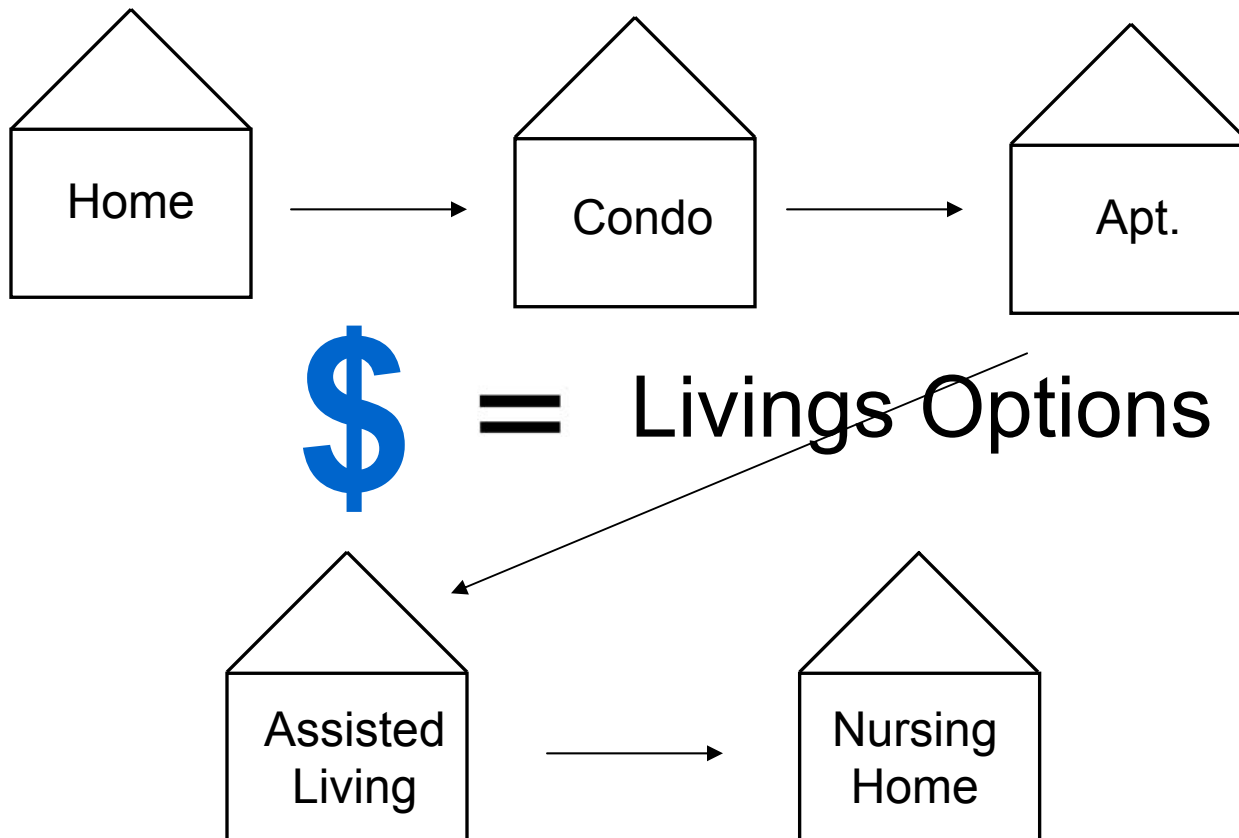 Home
Condo
Apt.
$ = Livings Options
Assisted
Living
Nursing
Home